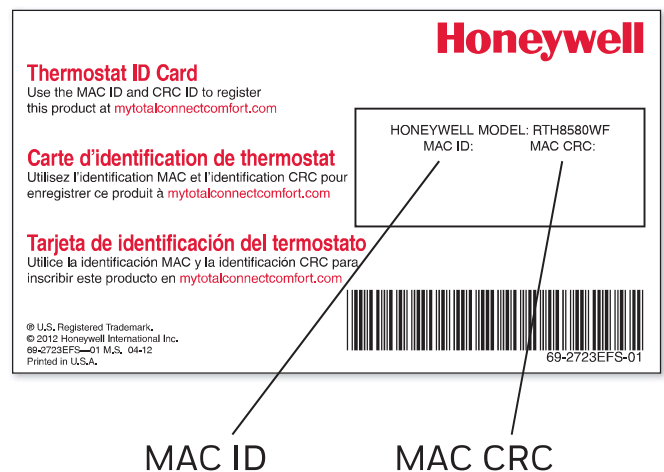 Honeywell
Thermostat ID Card
Use the MAC ID and CRC ID to register
this product at mytotalconnectcomfort.com
HONEYWELL MODEL: RTH8580WF
MAC ID: MAC CRC:
Carte d'identification de thermostat
Utilisez l'identification MAC et l'identification CRC pour
enregistrer ce produit à mytotalconnectcomfort.com
Tarjeta de identificación del termostato
Utilice la identificación MAC y la identificación CRC para
inscribir este producto en mytotalconnectcomfort.com
® U.S. Registered Trademark.
© 2012 Honeywell International Inc.
69-2723EFS—01 M.S. 04-12
Printed in U.S.A.
69-2723EFS-01
MAC ID MAC CRC